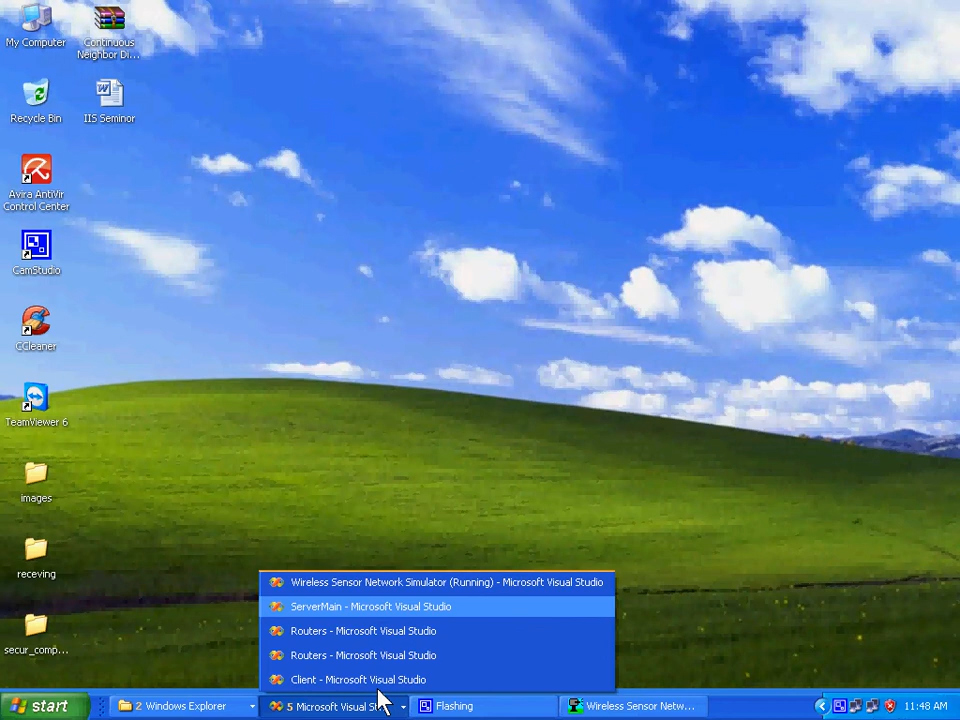 My Computer
Continuous
Neighbor Di...
Recycle Bin
IIS Seminor
Avira AntiVir
Control Center
CamStudio
CCleaner
TeamViewer 6
images
receving
secur_comp...
Wireless Sensor Network Simulator (Running) - Microsoft Visual Studio
ServerMain - Microsoft Visual Studio
Routers - Microsoft Visual Studio
Routers - Microsoft Visual Studio
Client - Microsoft Visual Studio
start
2 Windows Explorer
5 Microsoft Visual St
Flashing
Wireless Sensor Netw...
11:48 AM